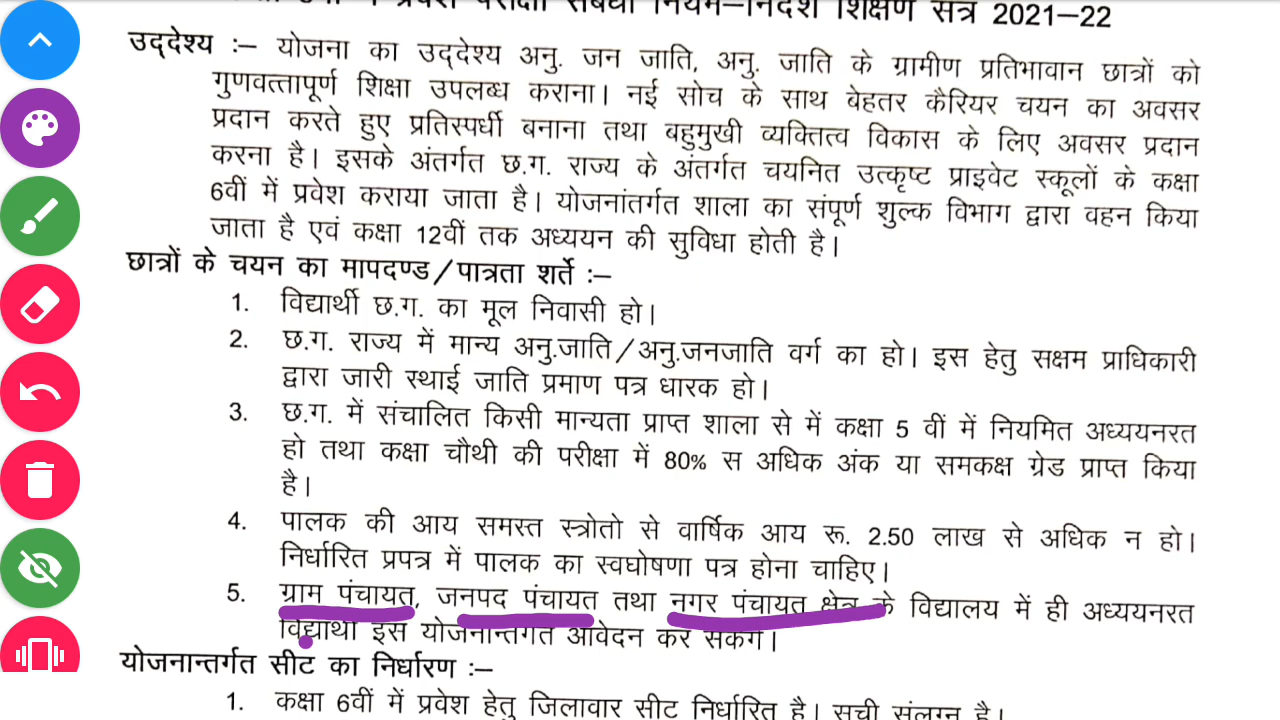 प्रवेश परीक्षा संबंधी नियम–निर्देश शिक्षण सत्र 2021–22
उद्देश्य :– योजना का उद्देश्य अनु. जन जाति, अनु. जाति के ग्रामीण प्रतिभावान छात्रों को
गुणवत्तापूर्ण शिक्षा उपलब्ध कराना। नई सोच के साथ बेहतर कैरियर चयन का अवसर
प्रदान करते हुए प्रतिस्पर्धी बनाना तथा बहुमुखी व्यक्तित्व विकास के लिए अवसर प्रदान
करना है। इसके अंतर्गत छ.ग. राज्य के अंतर्गत चयनित उत्कृष्ट प्राइवेट स्कूलों के कक्षा
6वीं में प्रवेश कराया जाता है। योजनांतर्गत शाला का संपूर्ण शुल्क विभाग द्वारा वहन किया
जाता है एवं कक्षा 12वीं तक अध्ययन की सुविधा होती है।
छात्रों के चयन का मापदण्ड/पात्रता शर्ते :–
1. विद्यार्थी छ.ग. का मूल निवासी हो।
2. छ.ग. राज्य में मान्य अनु.जाति/अनु.जनजाति वर्ग का हो। इस हेतु सक्षम प्राधिकारी
द्वारा जारी स्थाई जाति प्रमाण पत्र धारक हो।
3. छ.ग. में संचालित किसी मान्यता प्राप्त शाला से में कक्षा 5 वीं में नियमित अध्ययनरत
हो तथा कक्षा चौथी की परीक्षा में 80% स अधिक अंक या समकक्ष ग्रेड प्राप्त किया
है।
4. पालक की आय समस्त स्त्रोतो से वार्षिक आय रू. 2.50 लाख से अधिक न हो।
निर्धारित प्रपत्र में पालक का स्वघोषणा पत्र होना चाहिए।
5. ग्राम पंचायत, जनपद पंचायत तथा नगर पंचायत क्षेत्र के विद्यालय में ही अध्ययनरत
विद्यार्थी इस योजनान्तर्गत आवेदन कर सकेंगे।
योजनान्तर्गत सीट का निर्धारण :–
1. कक्षा 6वीं में प्रवेश हेतु जिलावार सीट निर्धारित है। सूची संलग्न है।